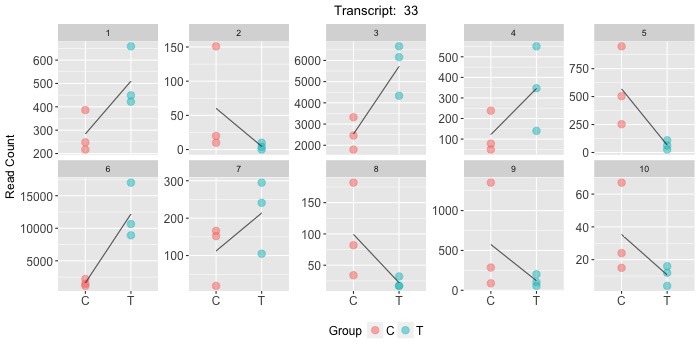 Transcript: 33
1 2 3 4 5
600 500 400 300 200
150 100 50 0
6000 5000 4000 3000 2000
500 400 300 200 100
750 500 250 0
Read Count
6 7 8 9 10
15000 10000 5000
300 200 100
150 100 50
1000 500 0
60 40 20
C T C T C T C T C T
Group C T